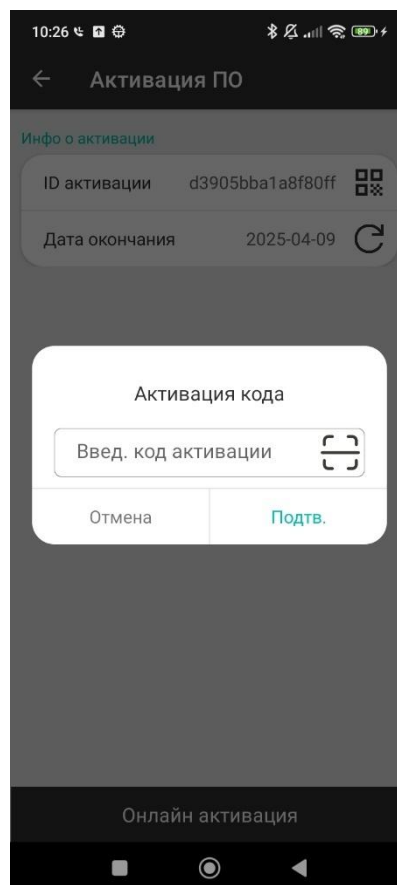 10:26
89
Активация ПО
Инфо о активации
ID активации d3905bba1a8f80ff
Дата окончания 2025-04-09
Активация кода
Введ. код активации
Отмена Подтв.
Онлайн активация